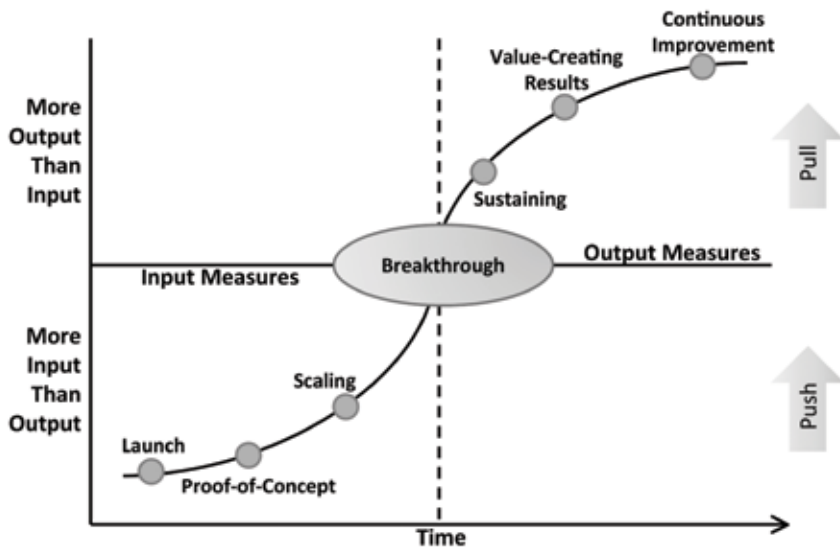 Continuous
Improvement
Value-Creating
Results
More
Output
Than
Input
Pull
Sustaining
Breakthrough
Output Measures
Input Measures
More
Input
Than
Output
Scaling
Push
Launch
Proof-of-Concept
Time